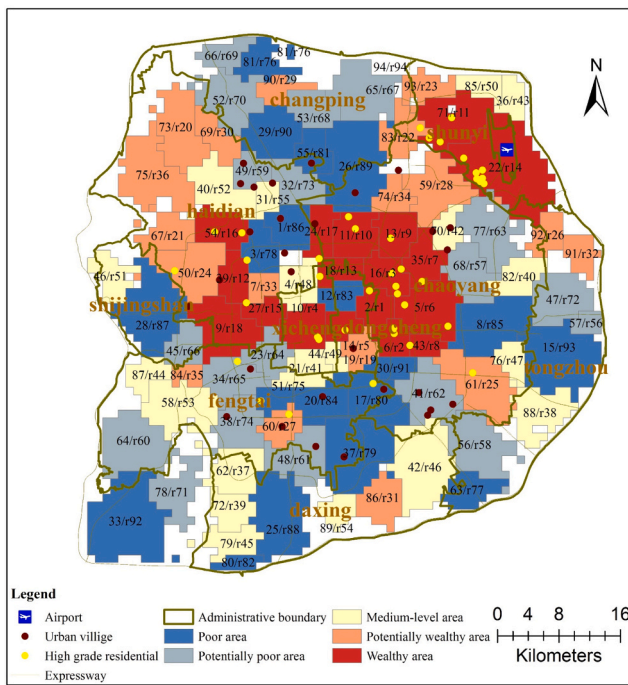 66/r69
81/r76
81/r76
90/r29
94/r94
52/r70
changping
65/r67
93/r23
85/r50
36/r43
53/r68
71/r11
73/r20
69/r30
29/r90
83/r22
shunyi
55/r81
26/r89
22/r14
75/r36
49/r59
40/r52
32/r73
31/r55
59/r28
74/r34
haidian
1/r86
24/r17
54/r16
11/r10
13/r9
70/r42
77/r63
92/r26
67/r21
3/r78
35/r7
91/r32
46/r51
50/r24
39/r12
18/r13
68/r57
7/r33
4/r48
chaoyang
82/r40
shijingshan
12/r83
47/r72
28/r87
27/r15
10/r4
2/r1
5/r6
9/r18
xichengdongcheng
8/r85
57/r56
45/r66
23/r64
44/r49
14/r5
19/r19
6/r2
43/r8
15/r93
76/r47
tongzhou
87/r44
84/r35
34/r65
21/r41
30/r91
61/r25
58/r53
fengtai
51/r75
20/r84
17/r80
41/r62
88/r38
38/r74
60/r27
64/r60
37/r79
56/r58
48/r61
62/r37
42/r46
78/r71
63/r77
72/r39
86/r31
33/r92
daxing
25/r88
89/r54
79/r45
80/r82
N
Legend
Airport
Administrative boundary
Medium-level area
Urban villige
Poor area
Potentially wealthy area
High grade residential
Potentially poor area
Wealthy area
Expressway
0 4 8 16
Kilometers